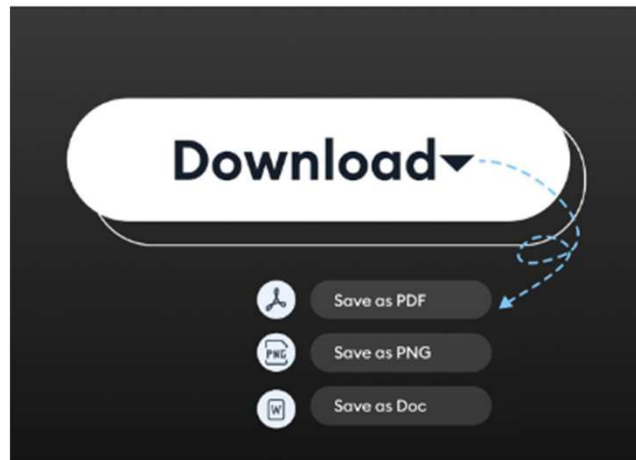 Download
Save as PDF
PNG
Save as PNG
W
Save as Doc